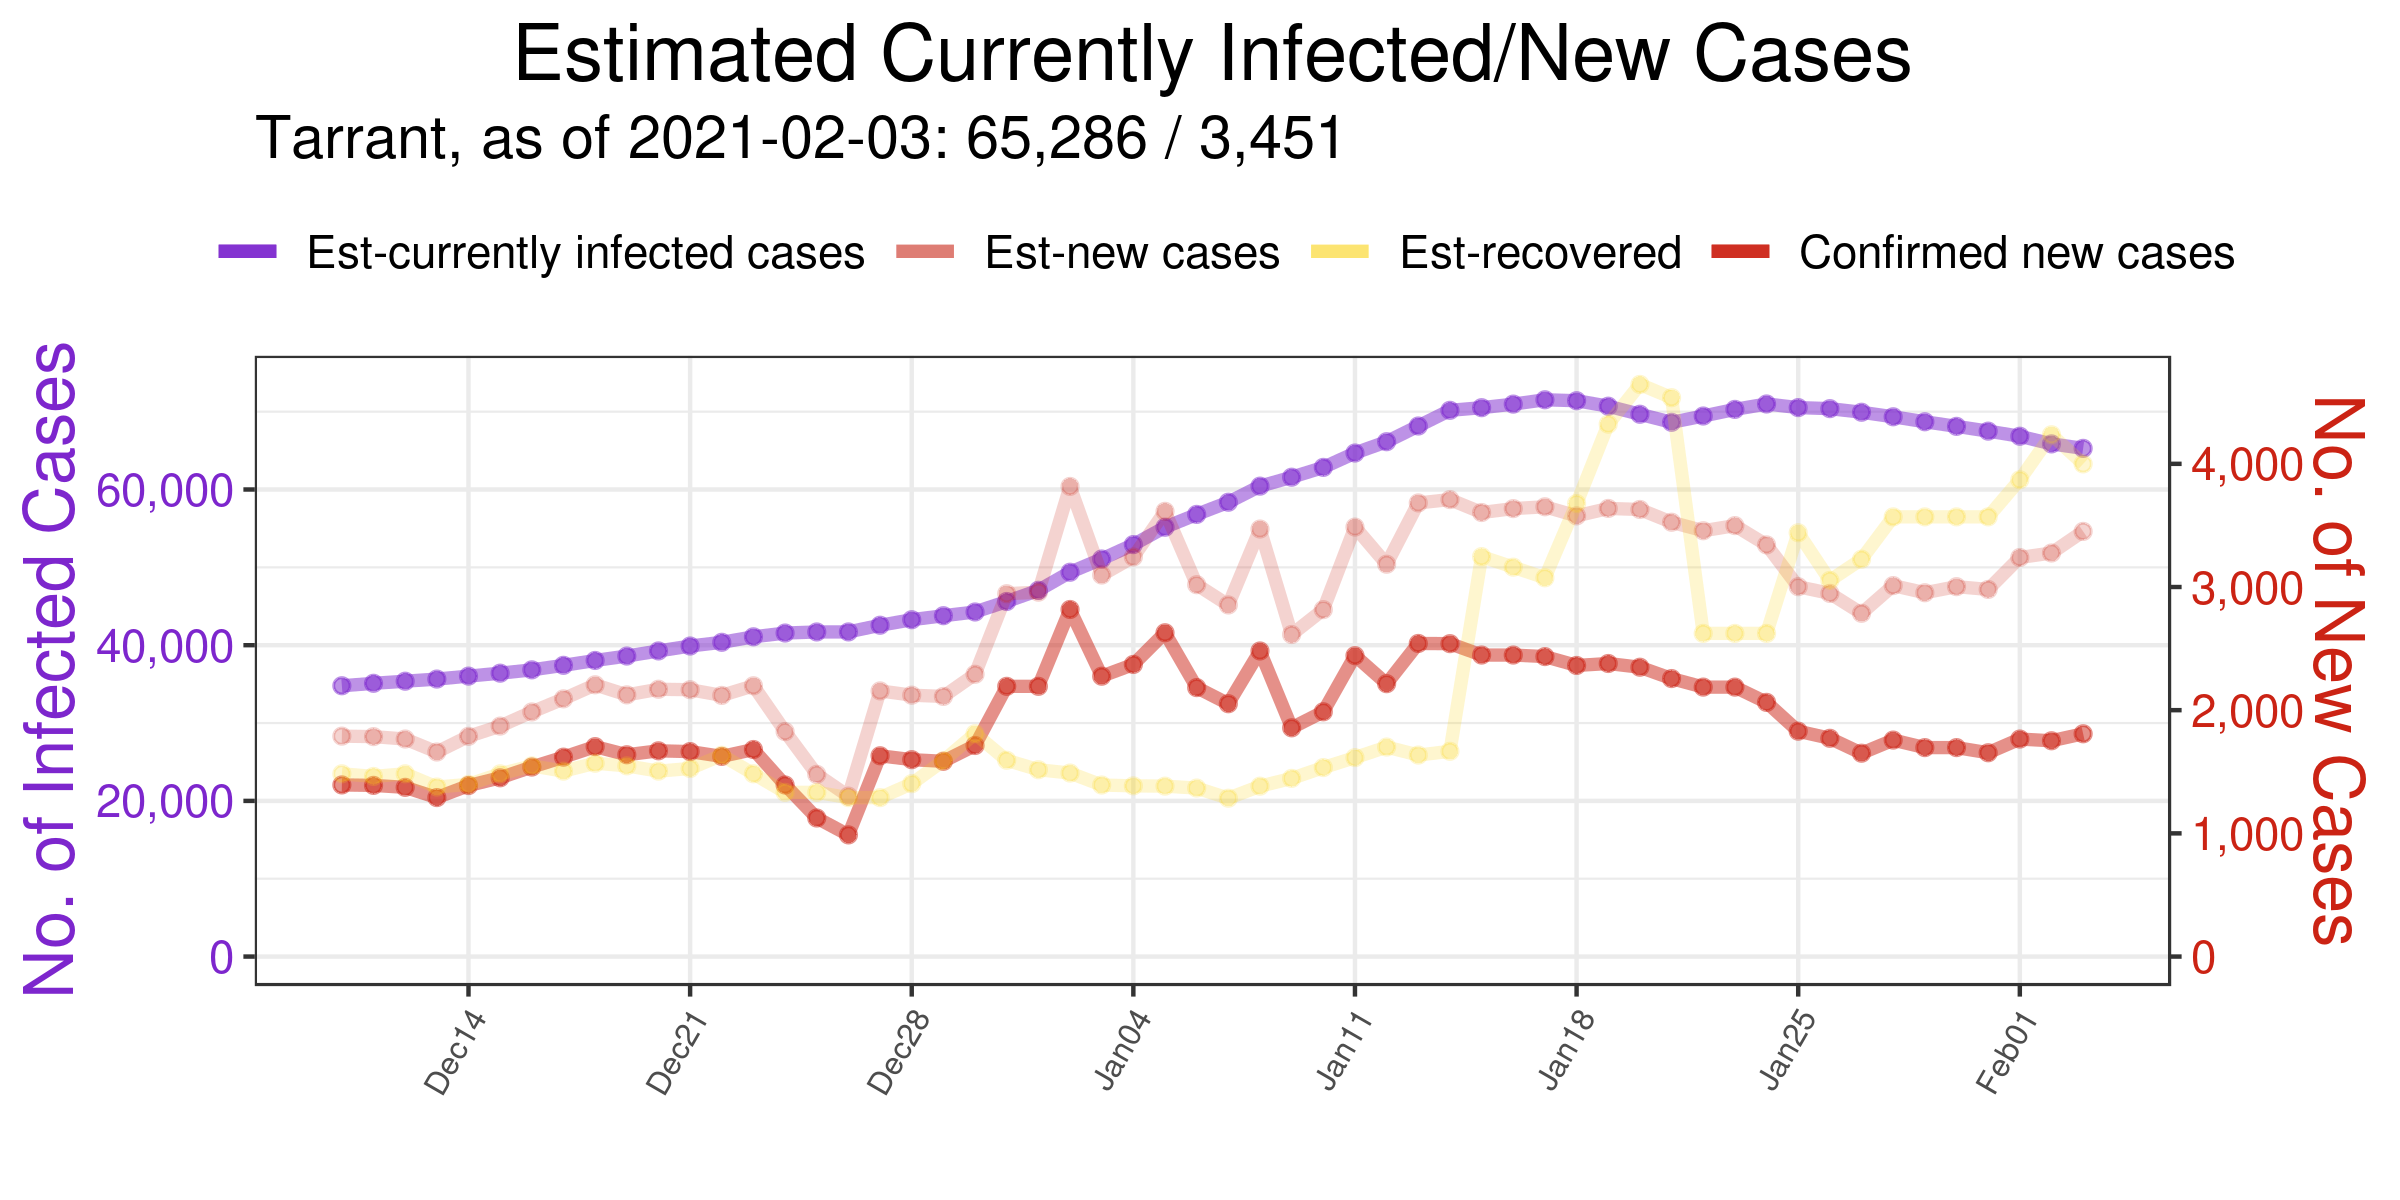 Estimated Currently Infected/New Cases
Tarrant, as of 2021-02-03: 65,286 / 3,451
Est-currently infected cases Est-new cases Est-recovered Confirmed new cases
No. of Infected Cases
60,000
40,000
20,000
0
4,000
3,000
2,000
1,000
0
No. of New Cases
Dec14 Dec21 Dec28 Jan04 Jan11 Jan18 Jan25 Feb01